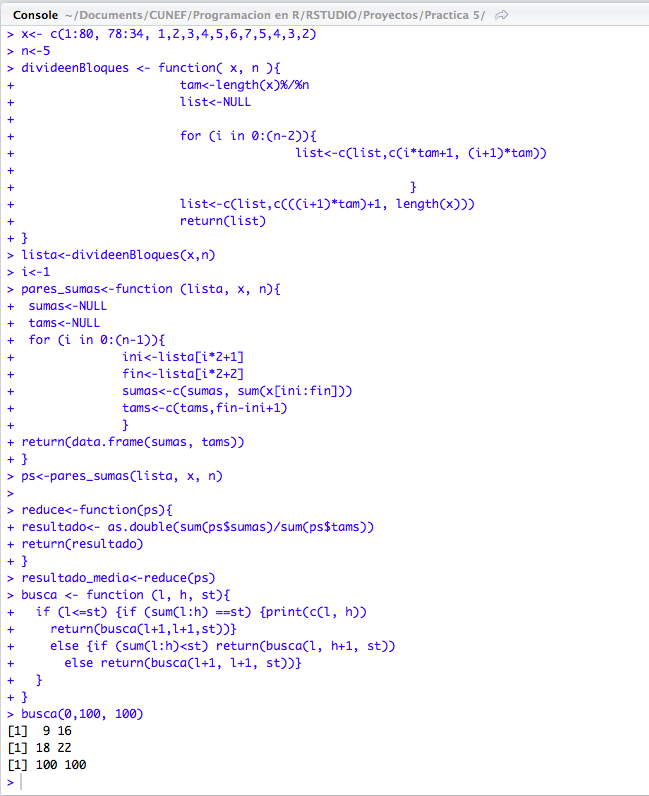 Console ~/Documents/CUNEF/Programacion en R/RSTUDIO/Proyectos/Practica 5/
> x<- c(1:80, 78:34, 1,2,3,4,5,6,7,5,4,3,2)
> n<-5
> divideenBloques <- function( x, n ){
+ tam<-length(x)%/%n
+ list<-NULL
+
+ for (i in 0:(n-2)){
+ list<-c(list,c(i*tam+1, (i+1)*tam))
+
+ }
+ list<-c(list,c(((i+1)*tam)+1, length(x)))
+ return(list)
+ }
> lista<-divideenBloques(x,n)
> i<-1
> pares_sumas<-function (lista, x, n){
+ sumas<-NULL
+ tams<-NULL
+ for (i in 0:(n-1)){
+ ini<-lista[i*2+1]
+ fin<-lista[i*2+2]
+ sumas<-c(sumas, sum(x[ini:fin]))
+ tams<-c(tams,fin-ini+1)
+ }
+ return(data.frame(sumas, tams))
+ }
> ps<-pares_sumas(lista, x, n)
>
> reduce<-function(ps){
+ resultado<- as.double(sum(ps$sumas)/sum(ps$tams))
+ return(resultado)
+ }
> resultado_media<-reduce(ps)
> busca <- function (l, h, st){
+ if (l<=st) {if (sum(l:h) ==st) {print(c(l, h))
+ return(busca(l+1,l+1,st))}
+ else {if (sum(l:h)<st) return(busca(l, h+1, st))
+ else return(busca(l+1, l+1, st))}
+ }
+ }
> busca(0,100, 100)
[1] 9 16
[1] 18 22
[1] 100 100
>